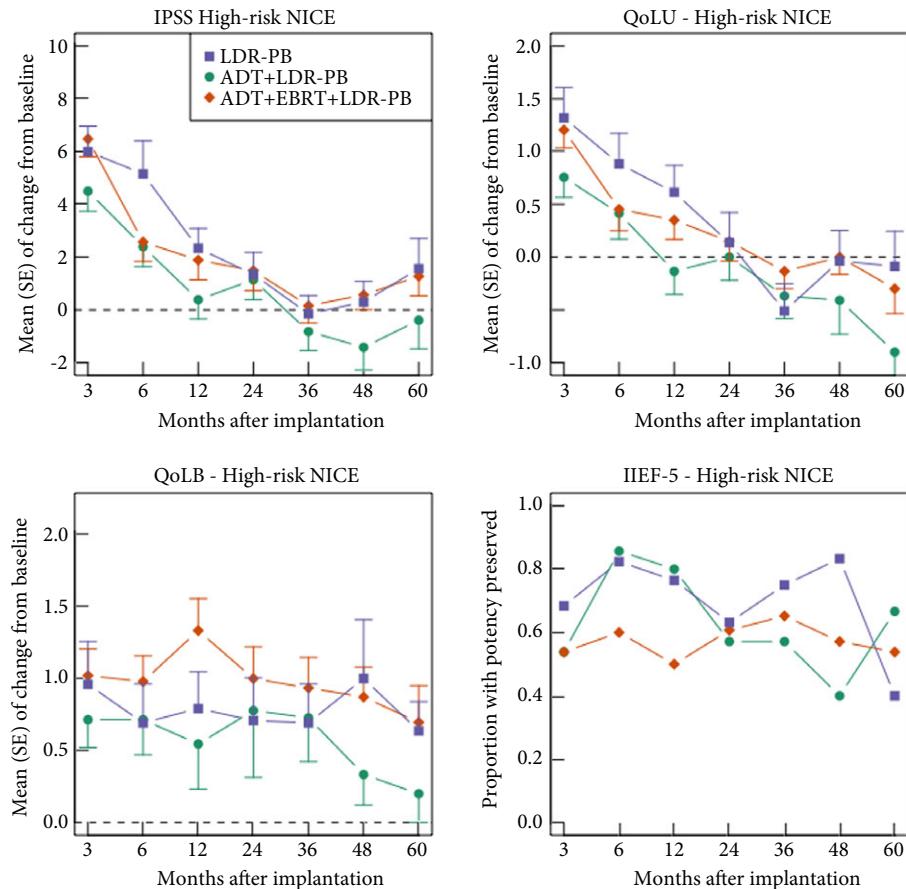 IPSS High-risk NICE
Mean (SE) of change from baseline
10
8
6
4
2
0
-2
LDR-PB
ADT+LDR-PB
ADT+EBRT+LDR-PB
3 6 12 24 36 48 60
Months after implantation
QoLU - High-risk NICE
Mean (SE) of change from baseline
2.0
1.5
1.0
0.5
0.0
-1.0
3 6 12 24 36 48 60
Months after implantation
QoLB - High-risk NICE
Mean (SE) of change from baseline
2.0
1.5
1.0
0.5
0.0
3 6 12 24 36 48 60
Months after implantation
IIEF-5 - High-risk NICE
Proportion with potency preserved
1.0
0.8
0.6
0.4
0.2
0.0
3 6 12 24 36 48 60
Months after implantation